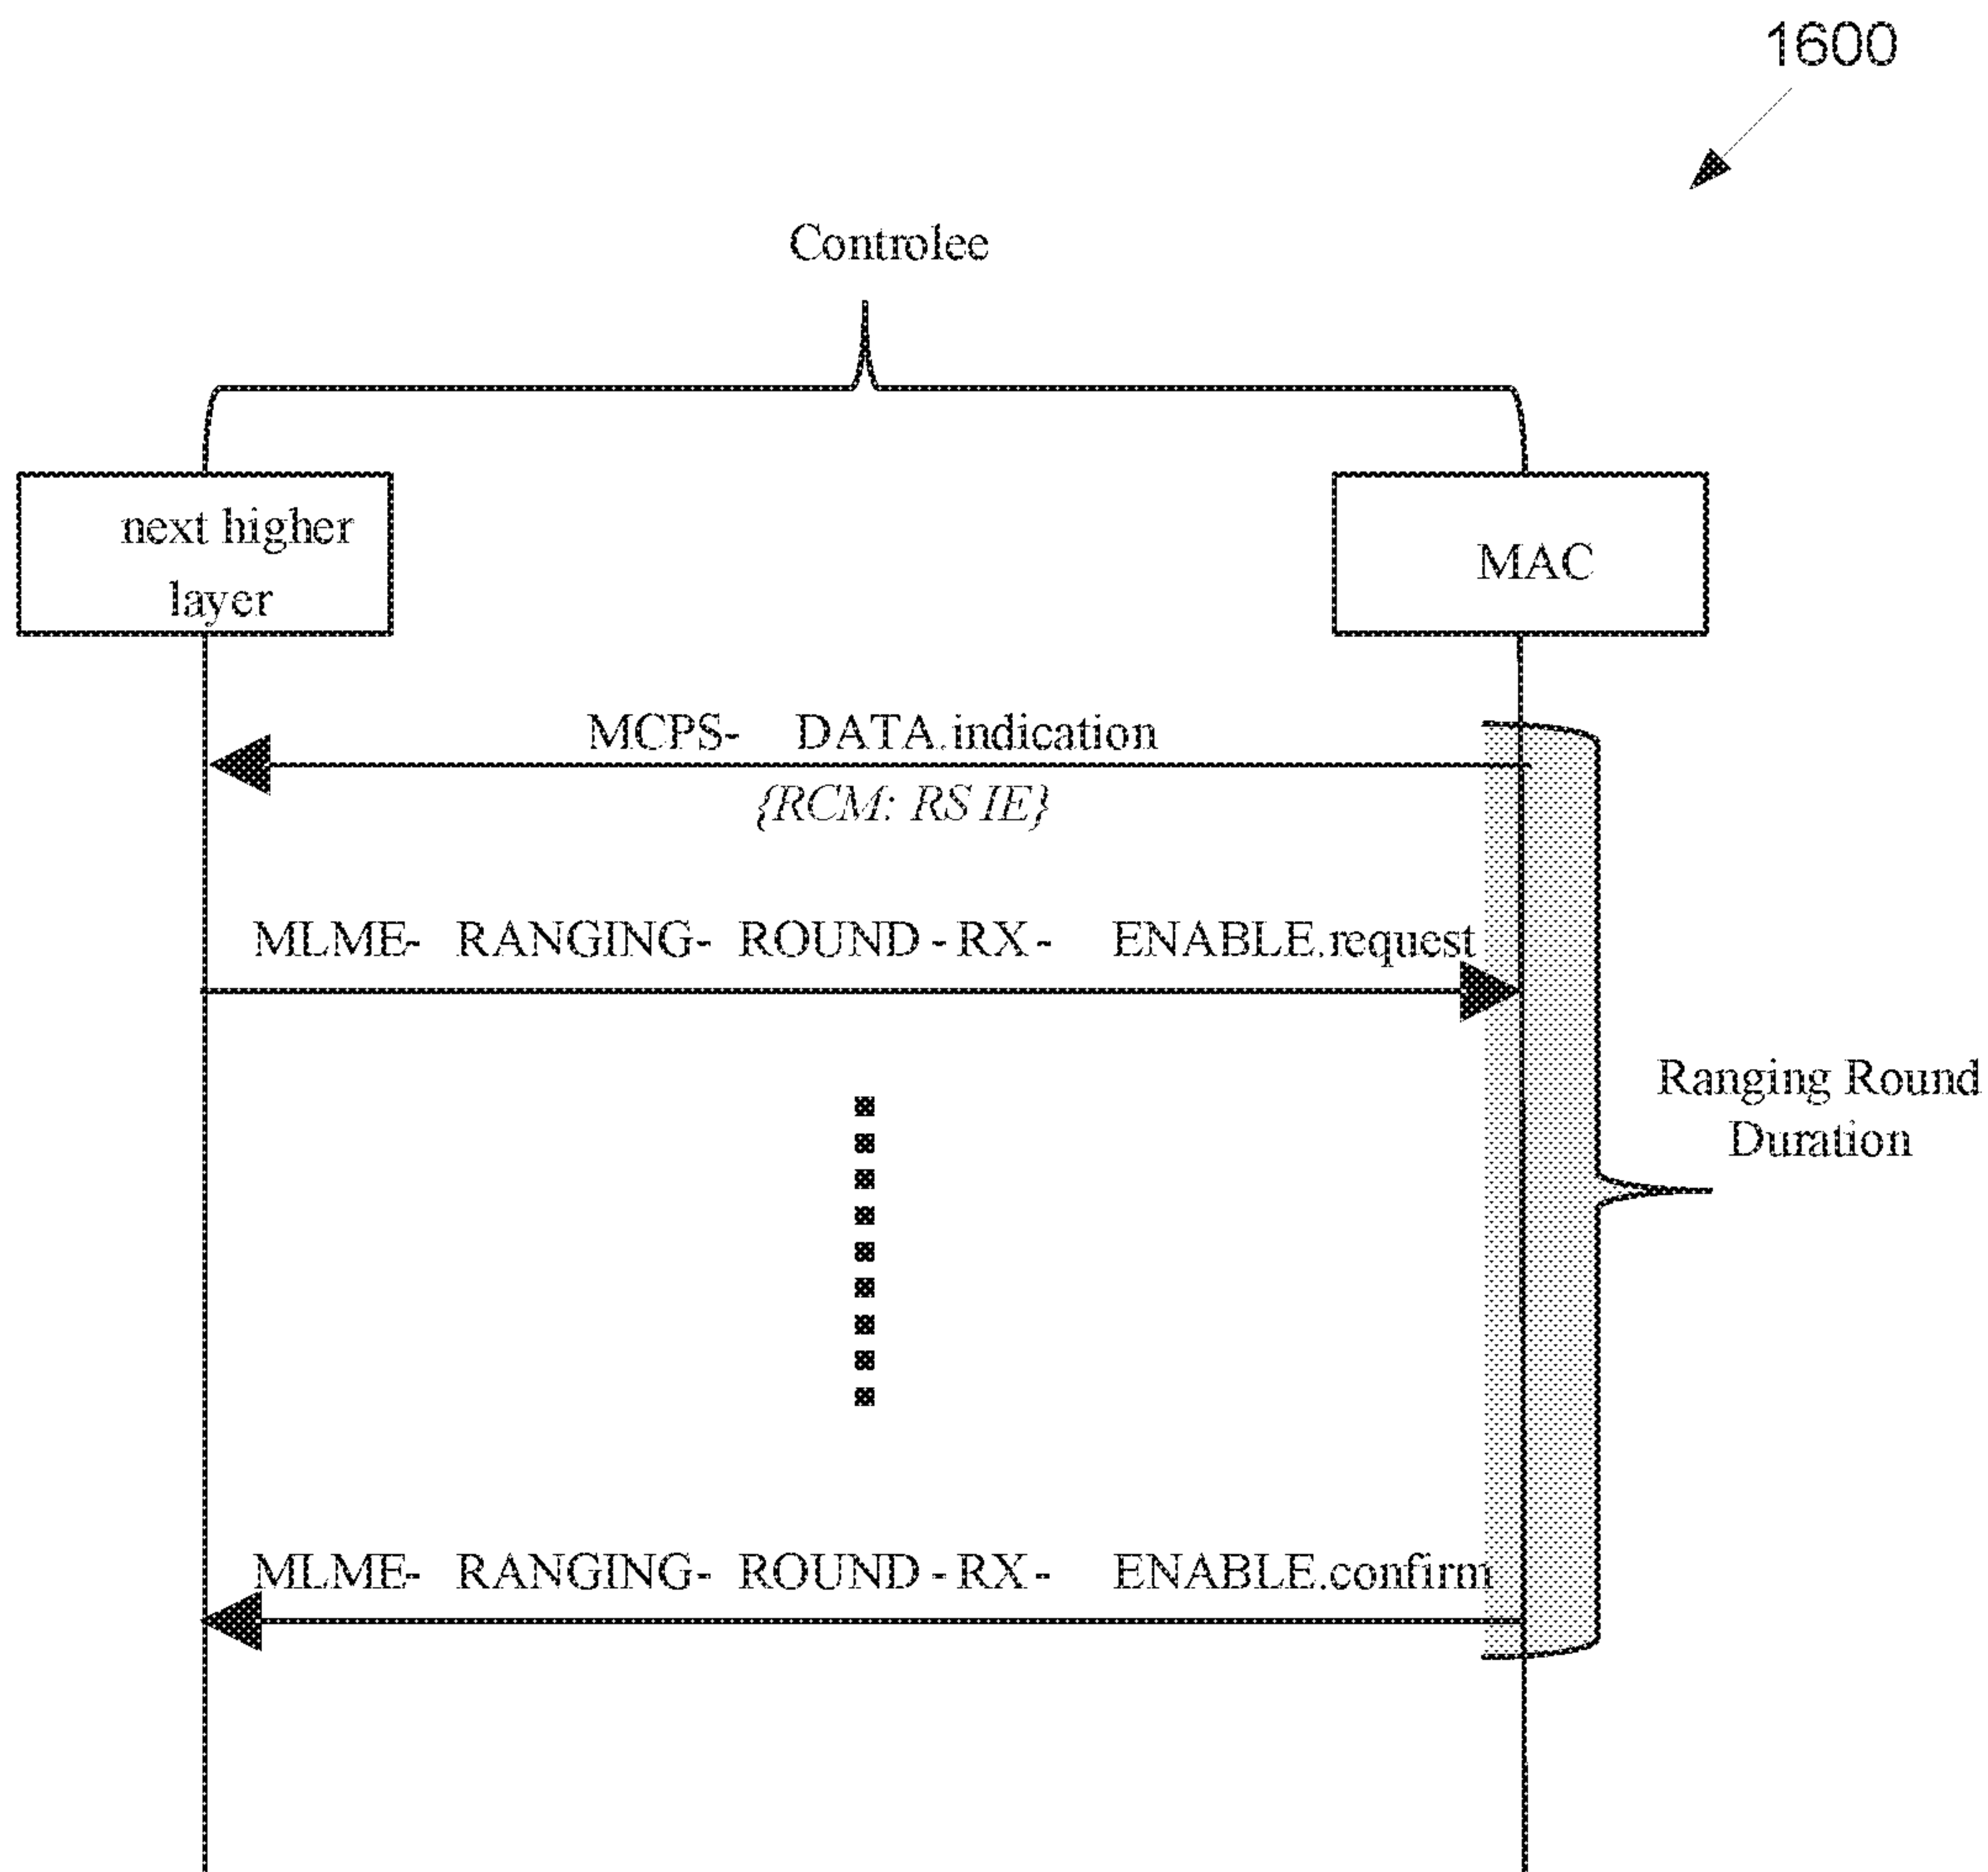 1600
Controlee
next higher
layer
MAC
MCPS- DATA.indication
{RCM: RS IE}
MLME- RANGING- ROUND - RX - ENABLE.request
Ranging Round
Duration
MLME- RANGING- ROUND - RX - ENABLE.confirm